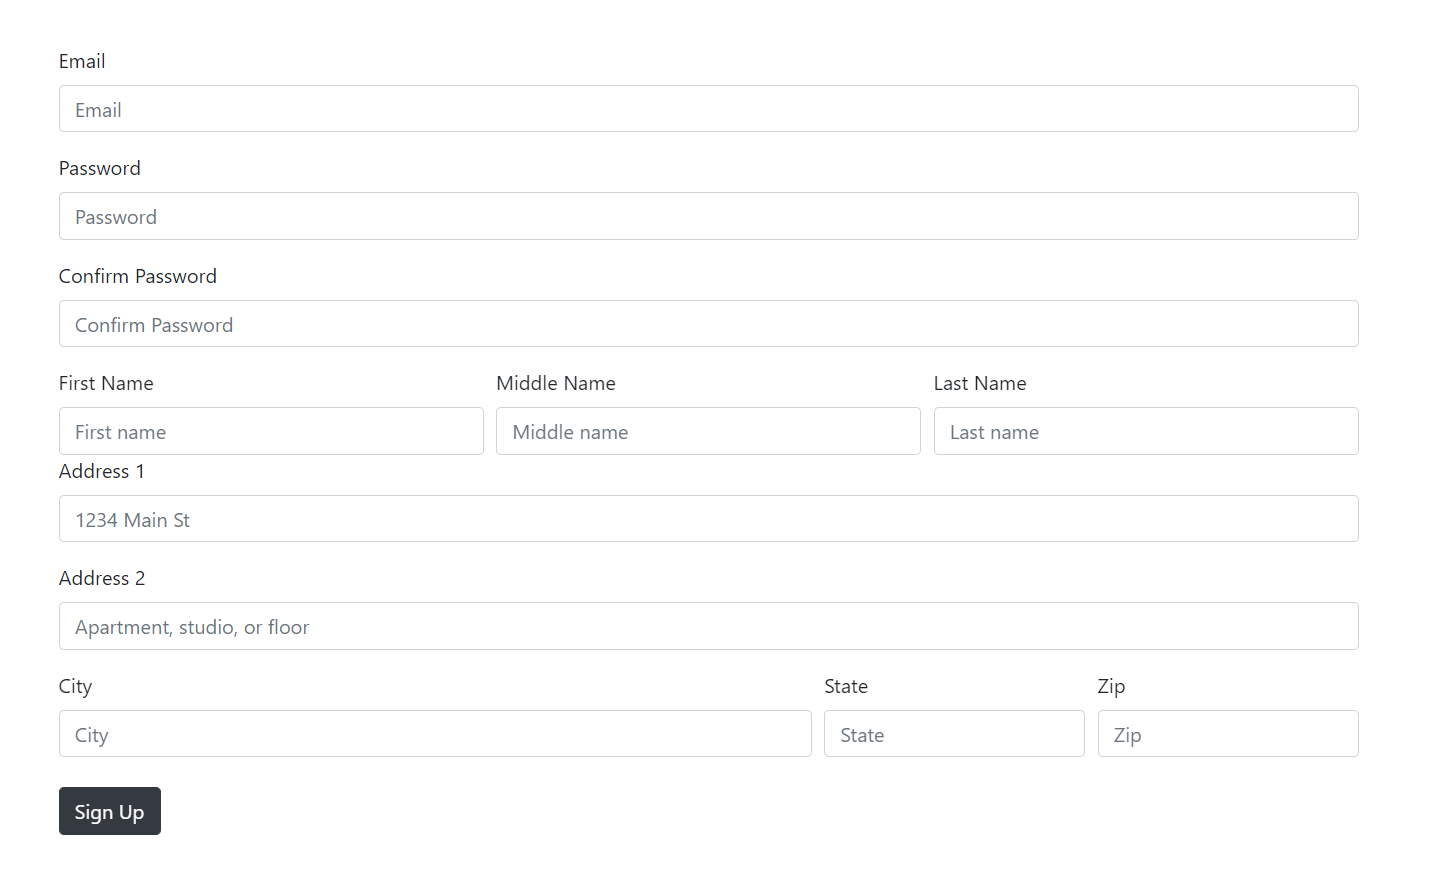 Email
Email
Password
Password
Confirm Password
Confirm Password
First Name Middle Name Last Name
First name Middle name Last name
Address 1
1234 Main St
Address 2
Apartment, studio, or floor
City State Zip
City State Zip
Sign Up